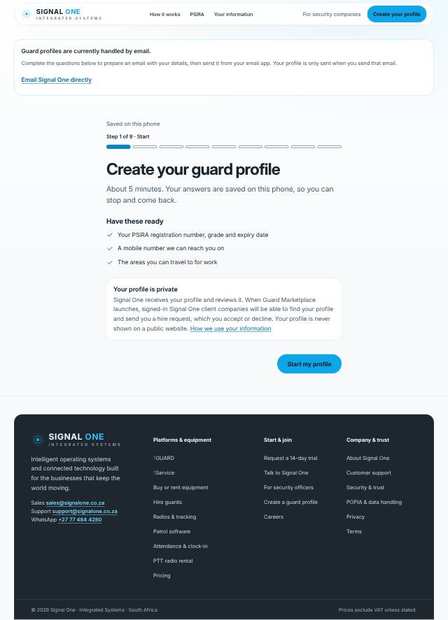 SIGNAL ONE
INTEGRATED SYSTEMS
How it works
PSIRA
Your information
For security companies
Create your profile
Guard profiles are currently handled by email.
Complete the questions below to prepare an email with your details, then send it from your email app. Your profile is only sent when you send that email.
Email Signal One directly
Saved on this phone
Step 1 of 9 · Start
Create your guard profile
About 5 minutes. Your answers are saved on this phone, so you can
stop and come back.
Have these ready
Your PSIRA registration number, grade and expiry date
A mobile number we can reach you on
The areas you can travel to for work
Your profile is private
Signal One receives your profile and reviews it. When Guard Marketplace
launches, signed-in Signal One client companies will be able to find your profile
and send you a hire request, which you accept or decline. Your profile is never
shown on a public website. How we use your information
Start my profile
SIGNAL ONE
INTEGRATED SYSTEMS
Intelligent operating systems
and connected technology built
for the businesses that keep the
world moving.
Sales sales@signalone.co.za
Support support@signalone.co.za
WhatsApp +27 77 484 4280
Platforms & equipment
GUARD
Service
Buy or rent equipment
Hire guards
Radios & tracking
Patrol software
Attendance & clock-in
PTT radio rental
Pricing
Start & join
Request a 14-day trial
Talk to Signal One
For security officers
Create a guard profile
Careers
Company & trust
About Signal One
Customer support
Security & trust
POPIA & data handling
Privacy
Terms
© 2026 Signal One · Integrated Systems · South Africa
Prices exclude VAT unless stated